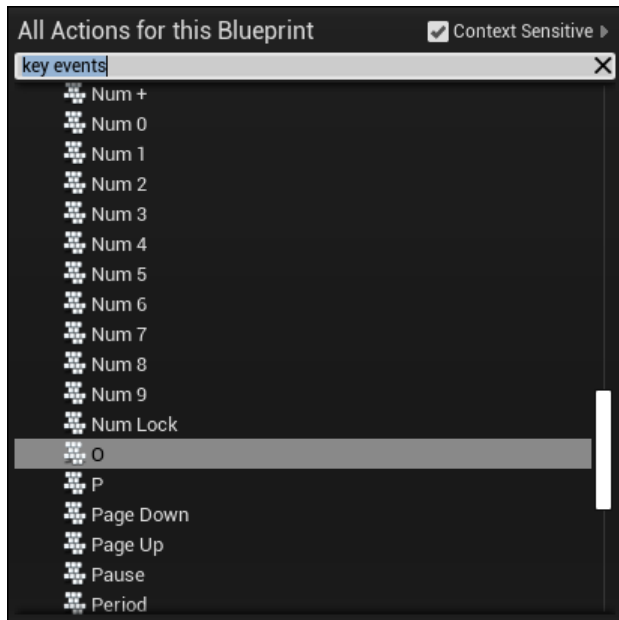 All Actions for this Blueprint Context Sensitive
key events
Num +
Num 0
Num 1
Num 2
Num 3
Num 4
Num 5
Num 6
Num 7
Num 8
Num 9
Num Lock
O
P
Page Down
Page Up
Pause
Period